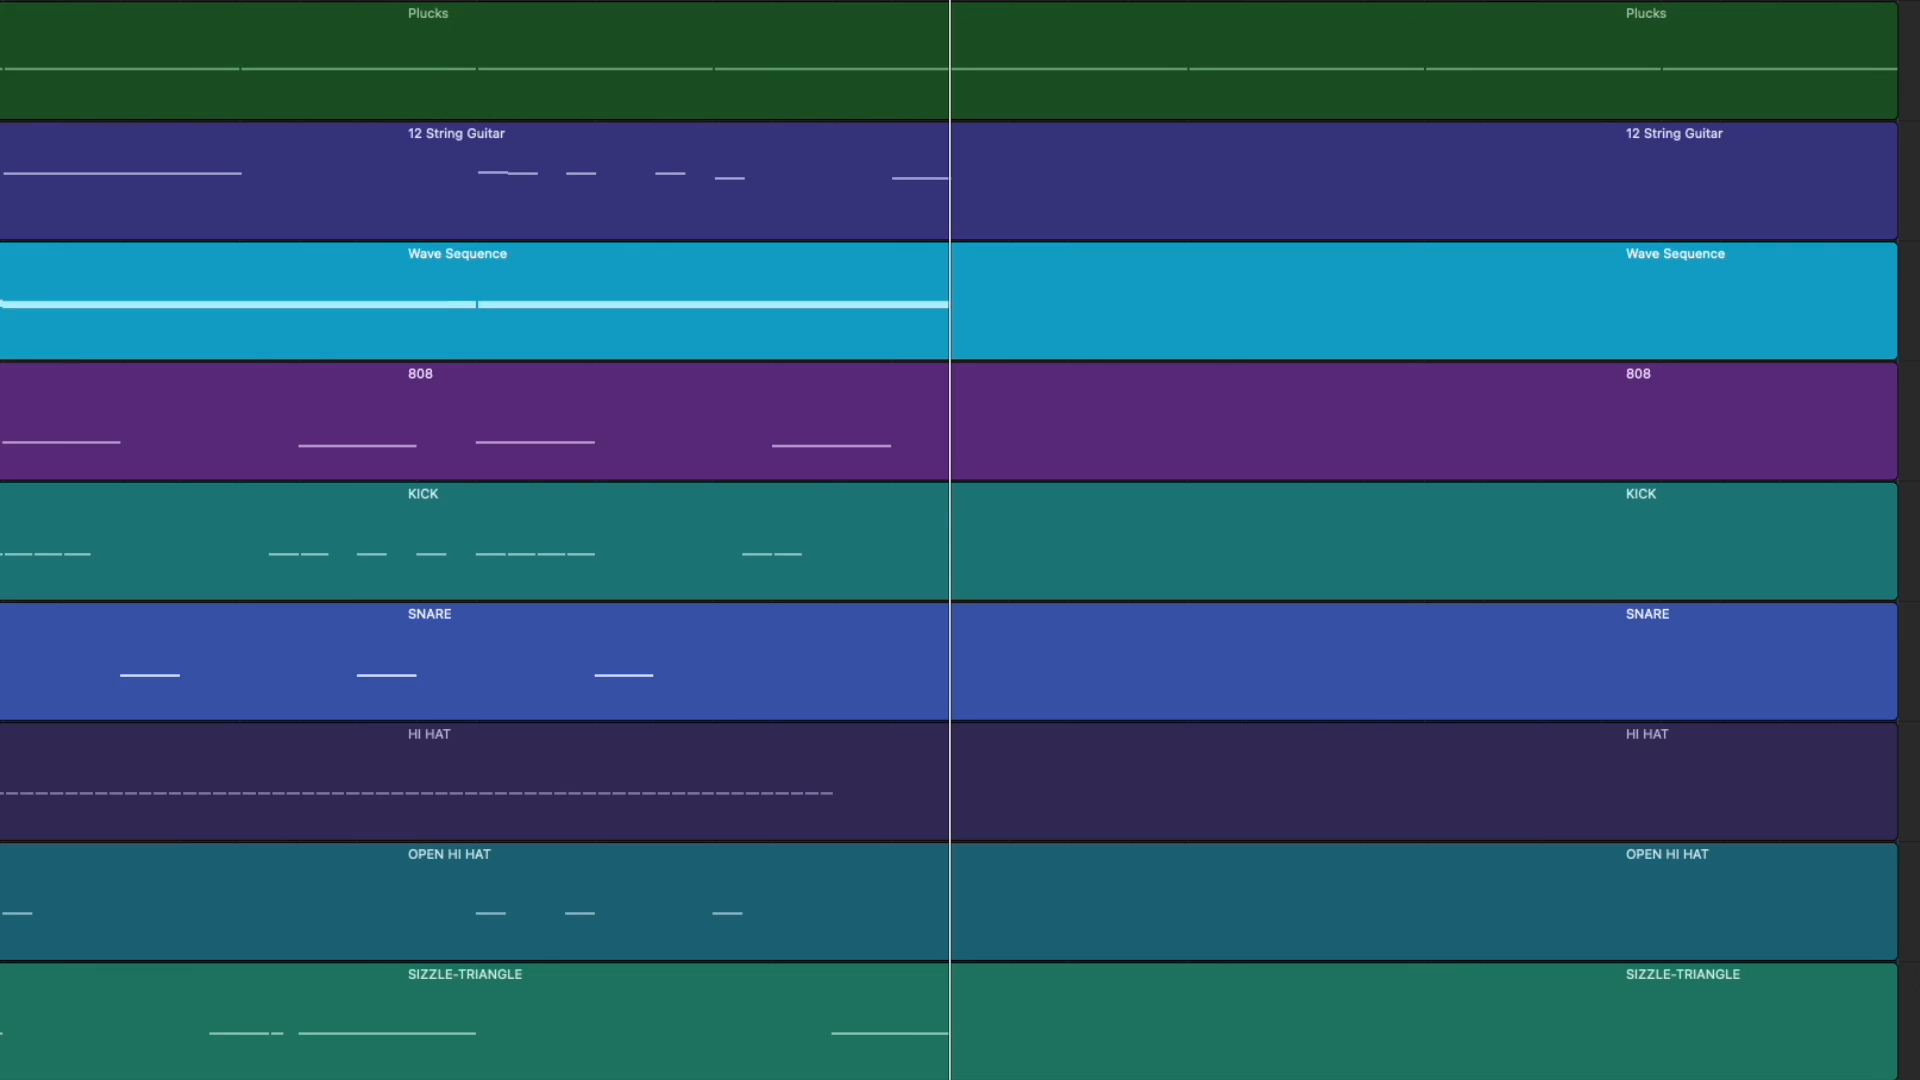 Plucks Plucks
12 String Guitar 12 String Guitar
Wave Sequence Wave Sequence
808 808
KICK KICK
SNARE SNARE
HI HAT HI HAT
OPEN HI HAT OPEN HI HAT
SIZZLE-TRIANGLE SIZZLE-TRIANGLE